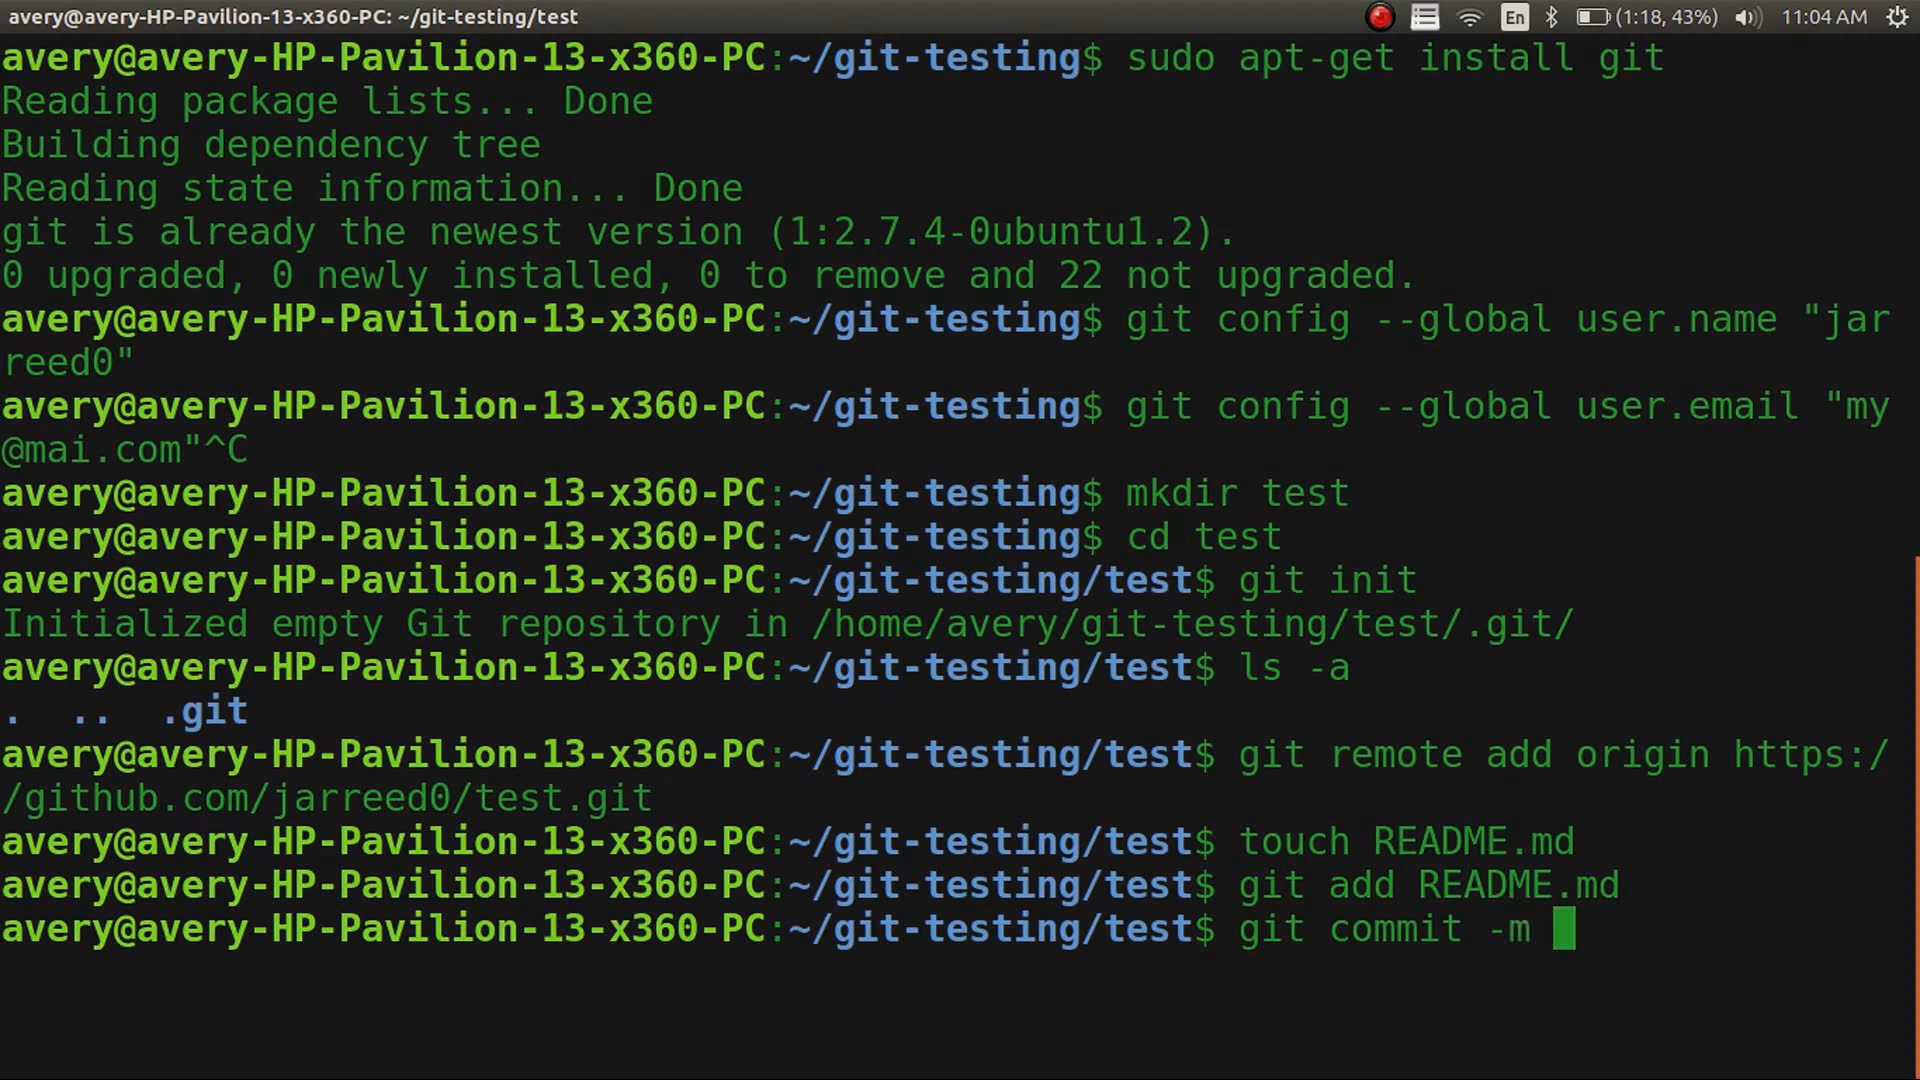 avery@avery-HP-Pavilion-13-x360-PC: ~/git-testing/test
En
(1:18, 43%)
11:04 AM
avery@avery-HP-Pavilion-13-x360-PC:~/git-testing$ sudo apt-get install git
Reading package lists... Done
Building dependency tree
Reading state information... Done
git is already the newest version (1:2.7.4-0ubuntu1.2).
0 upgraded, 0 newly installed, 0 to remove and 22 not upgraded.
avery@avery-HP-Pavilion-13-x360-PC:~/git-testing$ git config --global user.name "jar
reed0"
avery@avery-HP-Pavilion-13-x360-PC:~/git-testing$ git config --global user.email "my
@mai.com"^C
avery@avery-HP-Pavilion-13-x360-PC:~/git-testing$ mkdir test
avery@avery-HP-Pavilion-13-x360-PC:~/git-testing$ cd test
avery@avery-HP-Pavilion-13-x360-PC:~/git-testing/test$ git init
Initialized empty Git repository in /home/avery/git-testing/test/.git/
avery@avery-HP-Pavilion-13-x360-PC:~/git-testing/test$ ls -a
.  ..  .git
avery@avery-HP-Pavilion-13-x360-PC:~/git-testing/test$ git remote add origin https:/
/github.com/jarreed0/test.git
avery@avery-HP-Pavilion-13-x360-PC:~/git-testing/test$ touch README.md
avery@avery-HP-Pavilion-13-x360-PC:~/git-testing/test$ git add README.md
avery@avery-HP-Pavilion-13-x360-PC:~/git-testing/test$ git commit -m